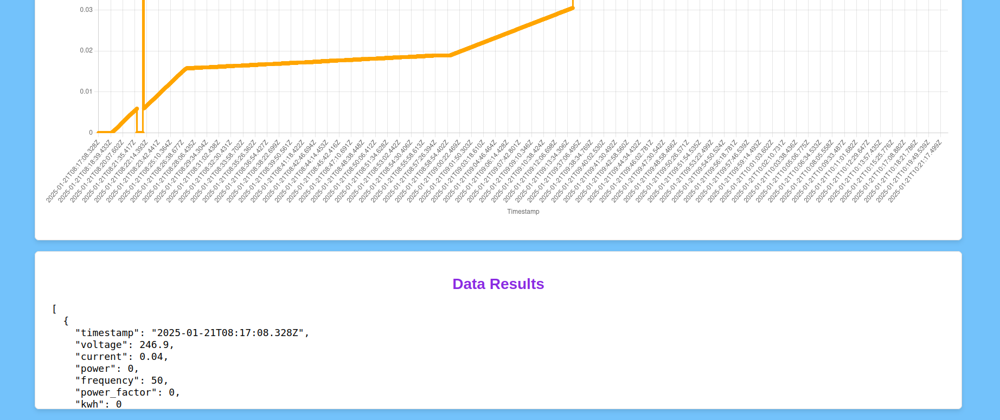 0.03
0.02
0.01
0
2025-01-21T08:17:08.328Z
2025-01-21T08:18:39.433Z
2025-01-21T08:20:07.602Z
2025-01-21T08:21:35.417Z
2025-01-21T08:22:14.393Z
2025-01-21T08:23:42.441Z
2025-01-21T08:25:10.364Z
2025-01-21T08:26:38.677Z
2025-01-21T08:28:06.435Z
2025-01-21T08:29:34.304Z
2025-01-21T08:31:02.438Z
2025-01-21T08:32:30.431Z
2025-01-21T08:33:58.702Z
2025-01-21T08:35:26.362Z
2025-01-21T08:36:54.427Z
2025-01-21T08:38:22.699Z
2025-01-21T08:39:50.561Z
2025-01-21T08:41:18.422Z
2025-01-21T08:42:46.694Z
2025-01-21T08:44:14.453Z
2025-01-21T08:45:42.416Z
2025-01-21T08:47:10.691Z
2025-01-21T08:48:38.448Z
2025-01-21T08:50:06.412Z
2025-01-21T08:51:34.628Z
2025-01-21T08:53:02.442Z
2025-01-21T08:54:30.406Z
2025-01-21T08:55:58.613Z
2025-01-21T08:57:26.394Z
2025-01-21T08:58:54.402Z
2025-01-21T09:00:22.469Z
2025-01-21T09:01:50.303Z
2025-01-21T09:03:18.610Z
2025-01-21T09:04:46.464Z
2025-01-21T09:06:14.428Z
2025-01-21T09:07:42.801Z
2025-01-21T09:09:10.346Z
2025-01-21T09:10:38.424Z
2025-01-21T09:12:06.698Z
2025-01-21T09:13:34.306Z
2025-01-21T09:37:06.495Z
2025-01-21T09:38:34.769Z
2025-01-21T09:40:02.530Z
2025-01-21T09:41:30.492Z
2025-01-21T09:42:58.560Z
2025-01-21T09:44:34.432Z
2025-01-21T09:46:02.781Z
2025-01-21T09:47:30.542Z
2025-01-21T09:48:58.466Z
2025-01-21T09:50:26.571Z
2025-01-21T09:51:54.535Z
2025-01-21T09:53:22.499Z
2025-01-21T09:54:50.524Z
2025-01-21T09:56:18.781Z
2025-01-21T09:57:46.539Z
2025-01-21T09:59:14.493Z
2025-01-21T10:01:03.602Z
2025-01-21T10:02:10.731Z
2025-01-21T10:03:38.436Z
2025-01-21T10:05:06.775Z
2025-01-21T10:06:34.533Z
2025-01-21T10:08:05.558Z
2025-01-21T10:09:33.487Z
2025-01-21T10:11:01.682Z
2025-01-21T10:12:29.647Z
2025-01-21T10:13:57.435Z
2025-01-21T10:15:25.776Z
2025-01-21T10:17:08.882Z
2025-01-21T10:18:21.786Z
2025-01-21T10:19:49.539Z
2025-01-21T10:21:17.499Z
Timestamp
Data Results
[
{
"timestamp": "2025-01-21T08:17:08.328Z",
"voltage": 246.9,
"current": 0.04,
"power": 0,
"frequency": 50,
"power_factor": 0,
"kwh": 0